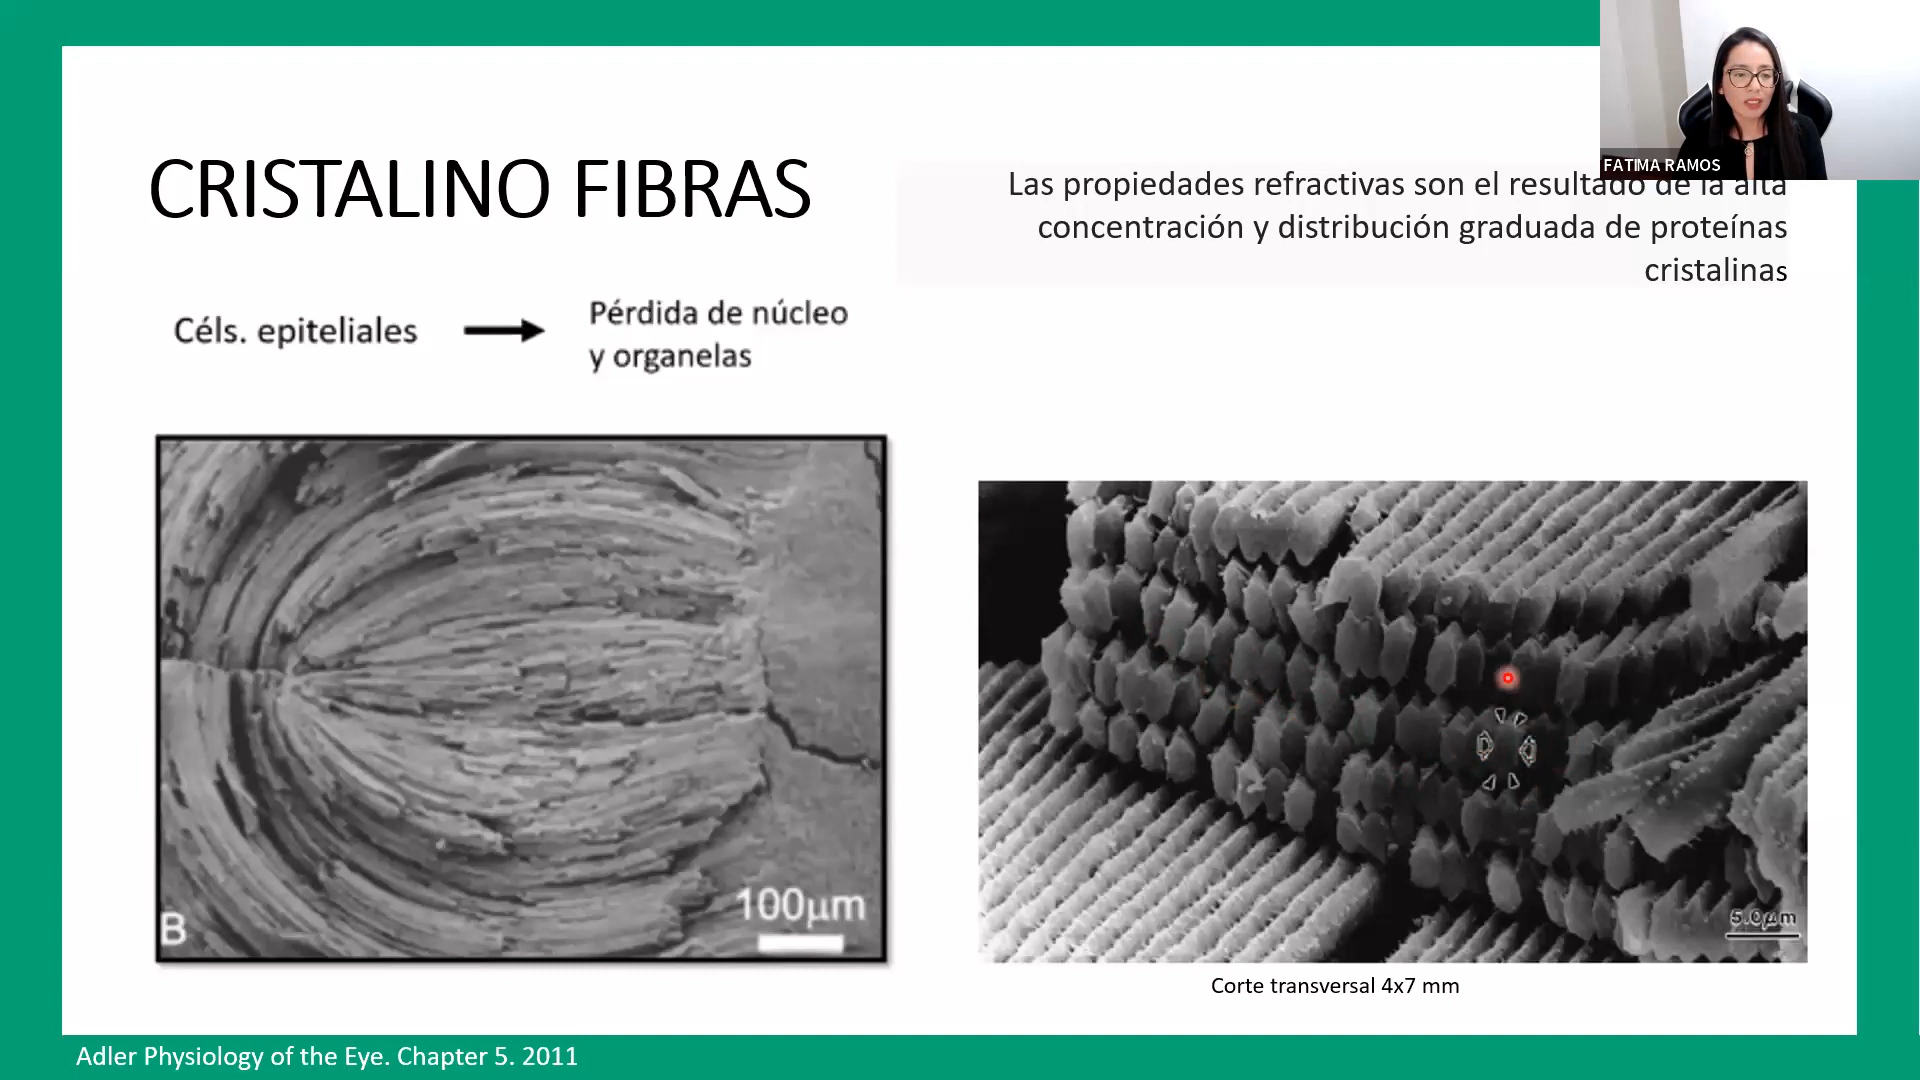 FATIMA RAMOS
CRISTALINO FIBRAS
Las propiedades refractivas son el resultado de la alta
concentración y distribución graduada de proteínas
cristalinas
Céls. epiteliales
Pérdida de núcleo
y organelas
100μm
B
5.0μm
Corte transversal 4x7 mm
Adler Physiology of the Eye. Chapter 5. 2011